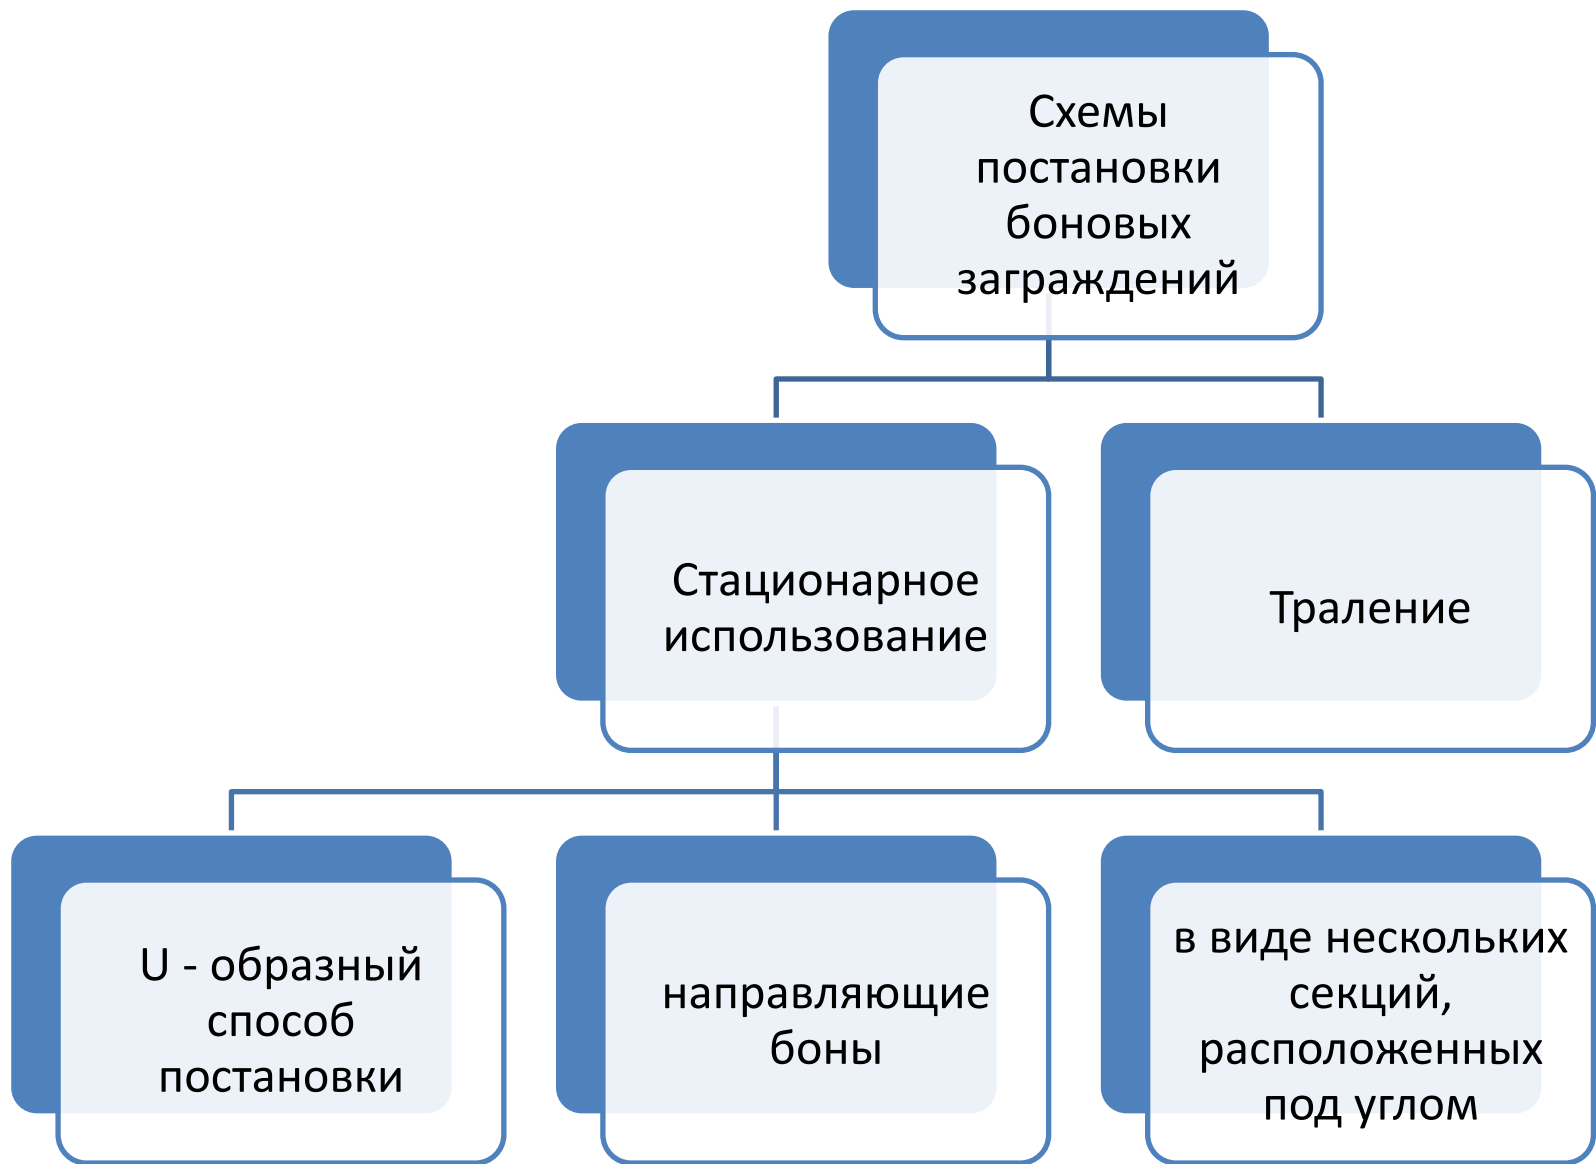 Схемы
постановки
боновых
заграждений
Стационарное
использование
Траление
U - образный
способ
постановки
направляющие
боны
в виде нескольких
секций,
расположенных
под углом